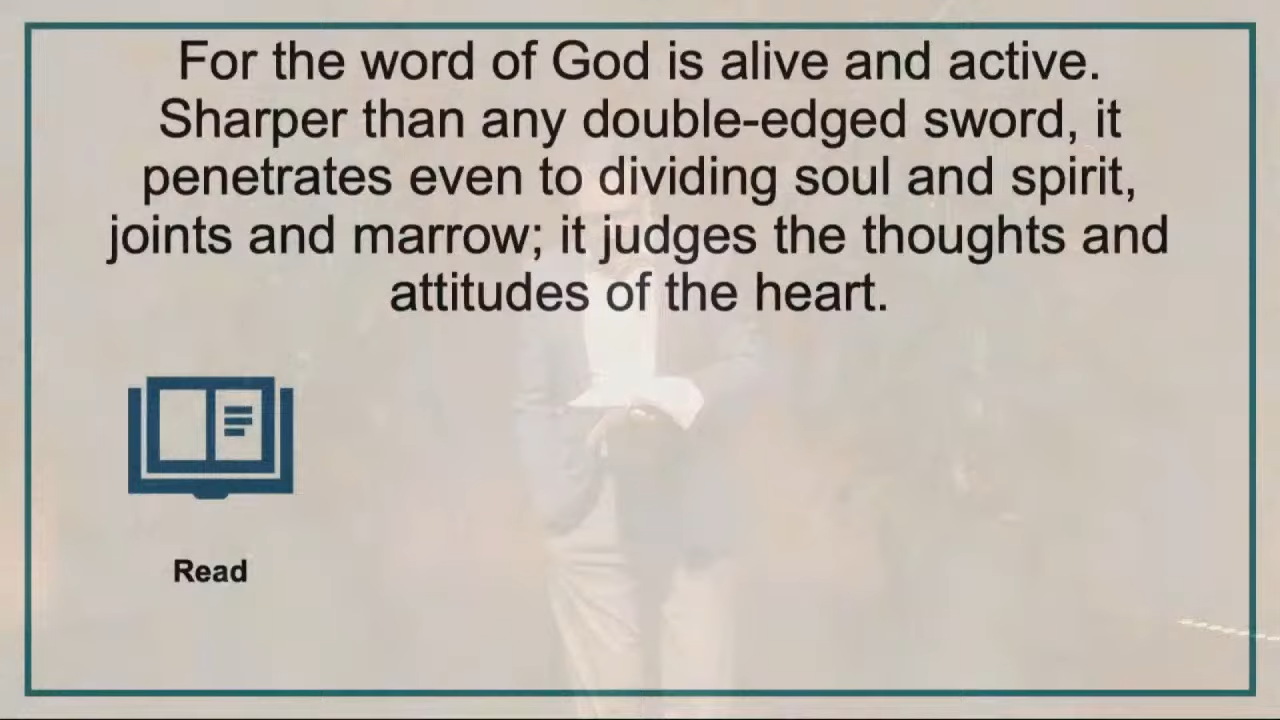 For the word of God is alive and active.
Sharper than any double-edged sword, it
penetrates even to dividing soul and spirit,
joints and marrow; it judges the thoughts and
attitudes of the heart.
Read